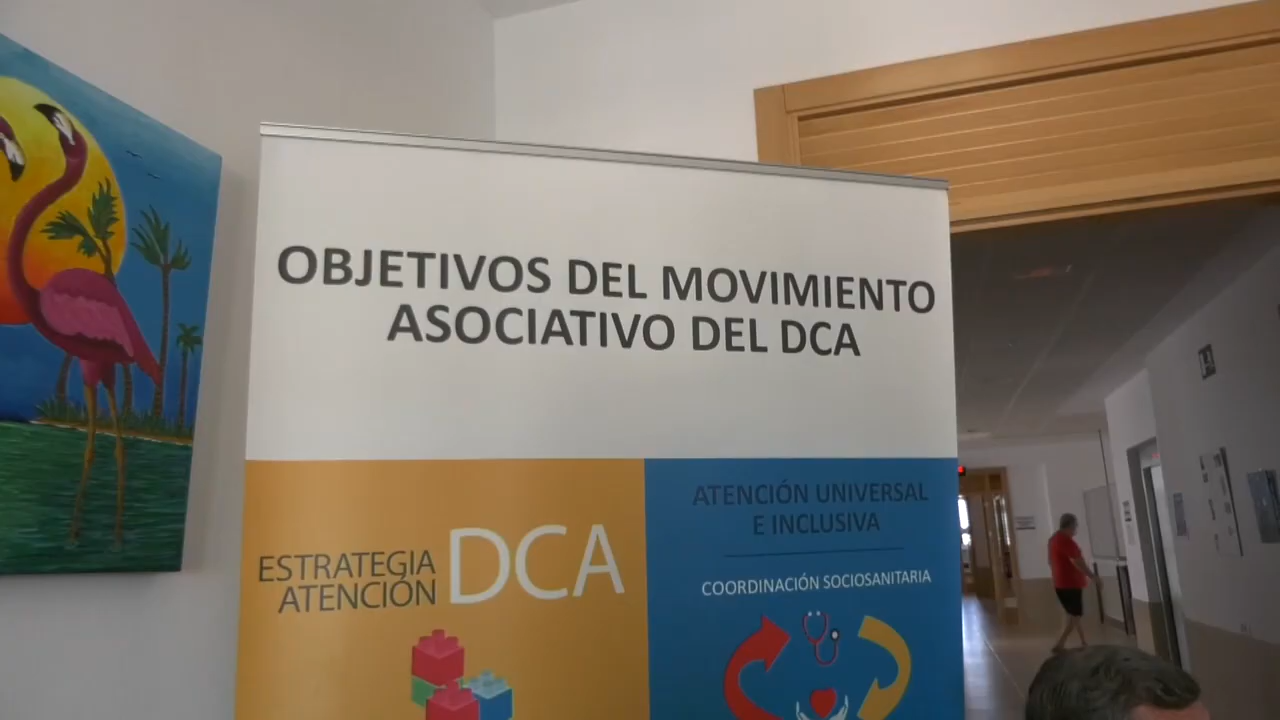 OBJETIVOS DEL MOVIMIENTO
ASOCIATIVO DEL DCA
ESTRATEGIA
ATENCIÓN
DCA
ATENCIÓN UNIVERSAL
E INCLUSIVA
COORDINACIÓN SOCIOSANITARIA